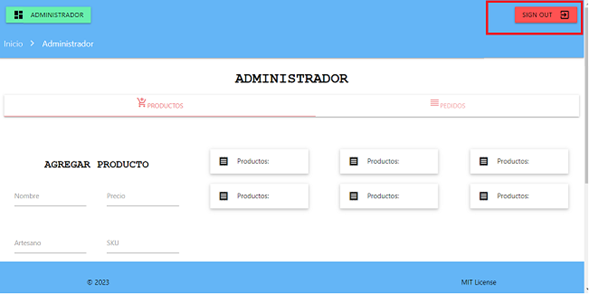 ADMINISTRADOR
SIGN OUT
Inicio > Administrador
ADMINISTRADOR
PRODUCTOS
PEDIDOS
AGREGAR PRODUCTO
Productos:
Productos:
Productos:
Productos:
Productos:
Productos:
Nombre
Precio
Artesano
SKU
© 2023
MIT License